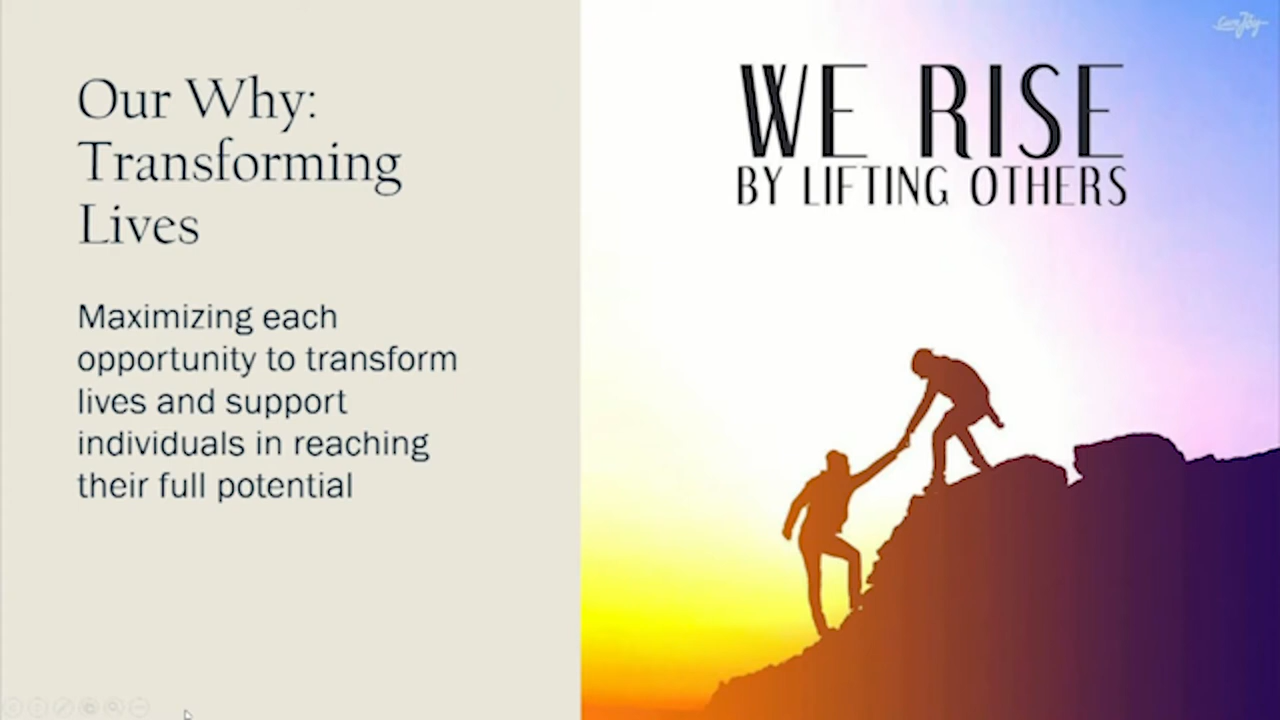 Our Why:
Transforming
Lives
Maximizing each
opportunity to transform
lives and support
individuals in reaching
their full potential
WE RISE
BY LIFTING OTHERS